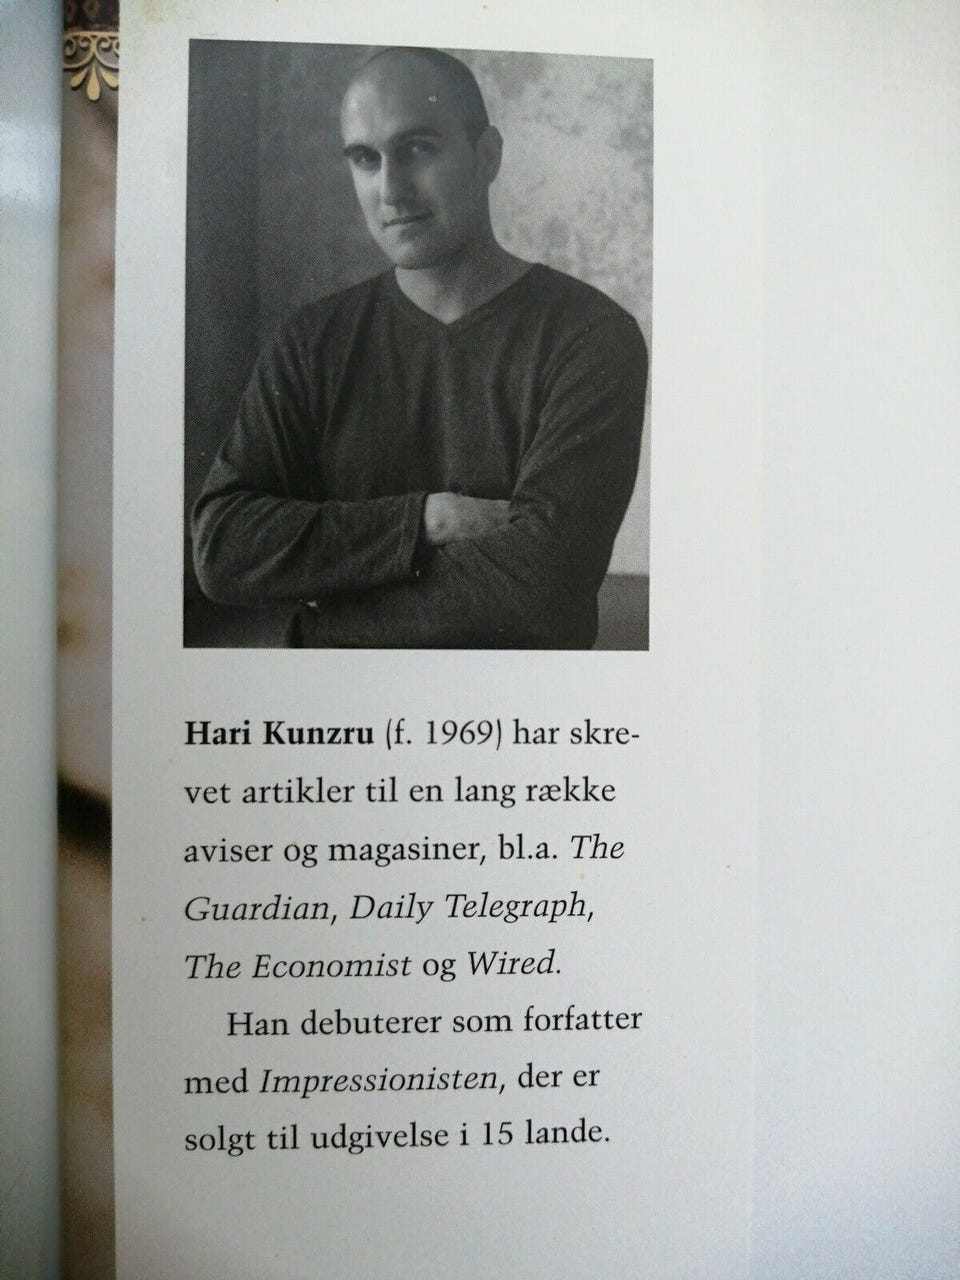 Hari Kunzru (f. 1969) har skre-
vet artikler til en lang række
aviser og magasiner, bl.a. The
Guardian, Daily Telegraph,
The Economist og Wired.
Han debuterer som forfatter
med Impressionisten, der er
solgt til udgivelse i 15 lande.